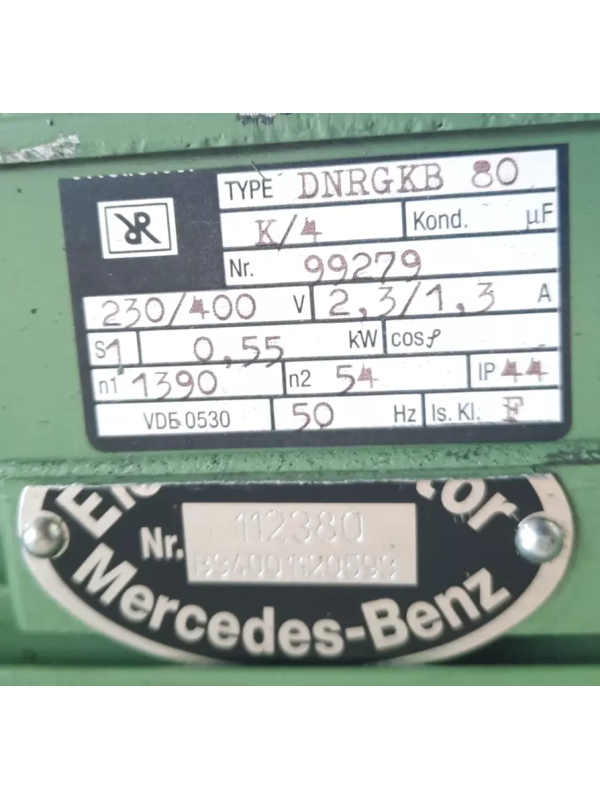 TYPE DNRGKB 80
K/4 Kond. µF
Nr. 99279
230/400 V 2,3/1,3 A
S1 0,55 kW cosφ
n1 1390 n2 54 IP 44
VDE 0530 50 Hz Is. Kl. F
Nr. 112380
Mercedes-Benz